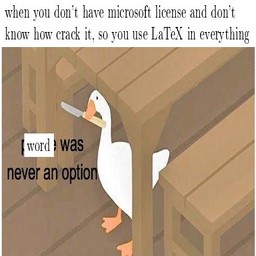 when you don't have microsoft license and don't
know how crack it, so you use LaTeX in everything
word was
never an option